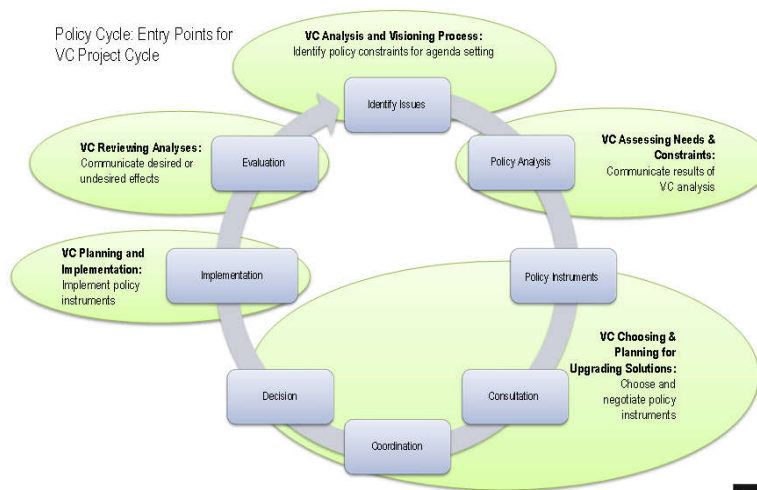 Policy Cycle: Entry Points for
VC Project Cycle
VC Analysis and Visioning Process:
Identify policy constraints for agenda setting
Identify Issues
VC Assessing Needs &
Constraints:
Communicate results of
VC analysis
Policy Analysis
Policy Instruments
VC Choosing &
Planning for
Upgrading Solutions:
Choose and
negotiate policy
instruments
Consultation
Coordination
Decision
VC Planning and
Implementation:
Implement policy
instruments
Implementation
VC Reviewing Analyses:
Communicate desired or
undesired effects
Evaluation